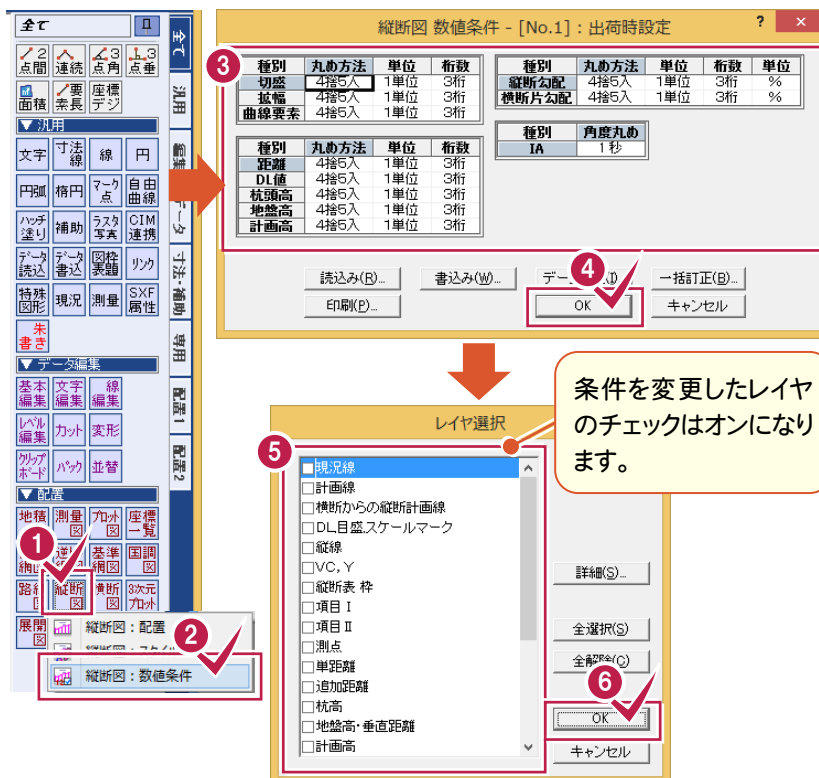 全て
2 点間 連続 3 点角 3 点垂
面積 要素長 座標デジ
▼ 汎用
文字 寸法線 線 円
円弧 楕円 マーク点 自由曲線
ハッチ塗り 補助 ラスタ写真 CIM連携
データ読込 データ書込 図枠表題 リンク
特殊図形 現況 測量 SXF属性
朱書き
▼ データ編集
基本編集 文字編集 線編集
レベル編集 カット 変形
クリップボード パック 並替
▼ 配置
地積図 測量図 プロット図 座標一覧
基準網図 国調図
縦断図 横断図 3次元プロット
展開図
全て
汎用
寸法・補助
専用
配置1
配置2
1
縦断図：配置
2
縦断図：数値条件
縦断図 数値条件 - [No.1]：出荷時設定 ? ×
3
種別 丸め方法 単位 桁数
切盛 4捨5入 1単位 3桁
拡幅 4捨5入 1単位 3桁
曲線要素 4捨5入 1単位 3桁
種別 丸め方法 単位 桁数 単位
縦断勾配 4捨5入 1単位 3桁 %
横断片勾配 4捨5入 1単位 3桁 %
種別 角度丸め
IA 1秒
種別 丸め方法 単位 桁数
距離 4捨5入 1単位 3桁
DL値 4捨5入 1単位 3桁
杭頭高 4捨5入 1単位 3桁
地盤高 4捨5入 1単位 3桁
計画高 4捨5入 1単位 3桁
読込み(R)... 書込み(W)... 一括訂正(B)...
4
印刷(P)... OK キャンセル
条件を変更したレイヤ
のチェックはオンになり
ます。
レイヤ選択
5
現況線
計画線
横断からの縦断計画線
DL目盛,スケールマーク
縦線
VC, Y
縦断表 枠
項目Ⅰ
項目Ⅱ
測点
単距離
追加距離
杭高
地盤高・垂直距離
計画高
詳細(S)...
全選択(S)
全解除(C)
6
OK
キャンセル